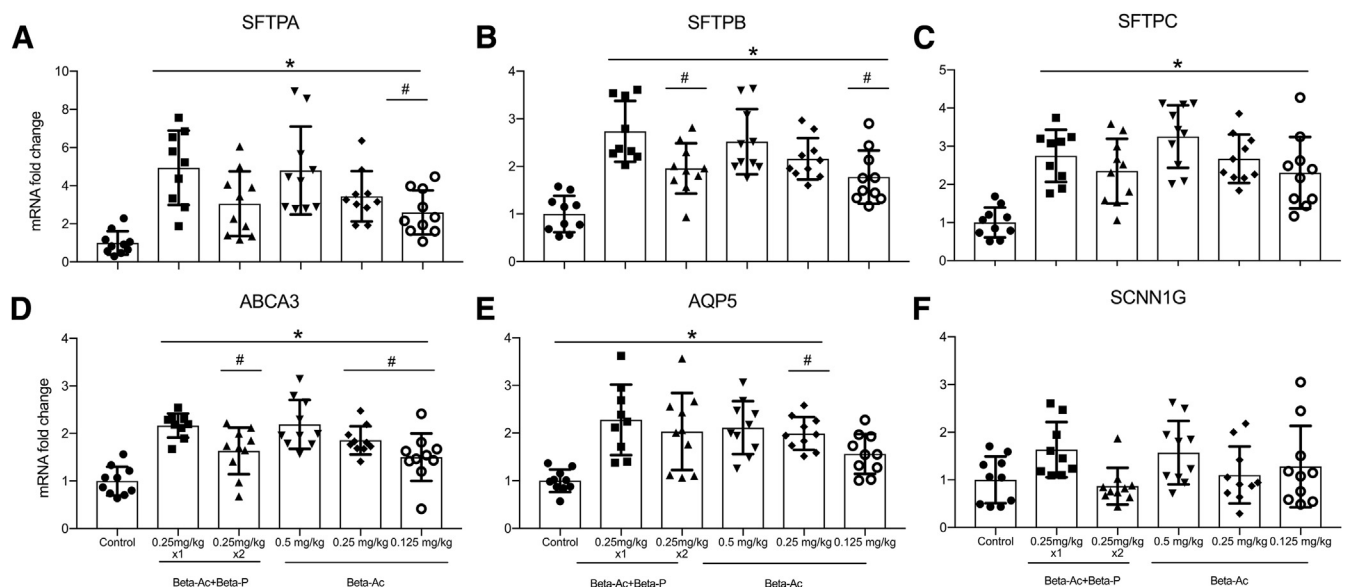 A
SFTPA
mRNA fold change
10
8
6
4
2
0
*
#
B
SFTPB
4
3
2
1
0
*
#
#
C
SFTPC
5
4
3
2
1
0
*
D
ABCA3
mRNA fold change
4
3
2
1
0
*
#
#
Control
0.25mg/kg
x1
0.25mg/kg
x2
0.5 mg/kg
0.25 mg/kg
0.125 mg/kg
Beta-Ac+Beta-P
Beta-Ac
E
AQP5
4
3
2
1
0
*
#
Control
0.25mg/kg
x1
0.25mg/kg
x2
0.5 mg/kg
0.25 mg/kg
0.125 mg/kg
Beta-Ac+Beta-P
Beta-Ac
F
SCNN1G
4
3
2
1
0
Control
0.25mg/kg
x1
0.25mg/kg
x2
0.5 mg/kg
0.25 mg/kg
0.125 mg/kg
Beta-Ac+Beta-P
Beta-Ac